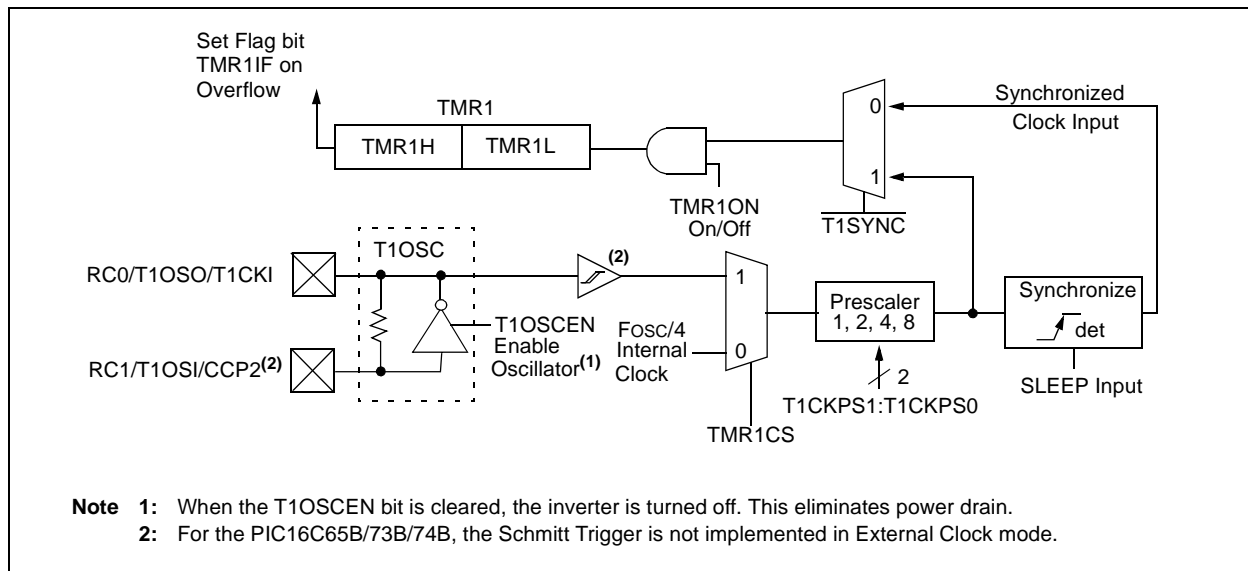 Set Flag bit
TMR1IF on
Overflow
TMR1
TMR1H
TMR1L
TMR1ON
On/Off
0
1
T1SYNC
Synchronized
Clock Input
T1OSC
RC0/T1OSO/T1CKI
RC1/T1OSI/CCP2(2)
T1OSCEN
Enable
Oscillator(1)
(2)
FOSC/4
Internal
Clock
1
0
TMR1CS
Prescaler
1, 2, 4, 8
2
T1CKPS1:T1CKPS0
Synchronize
det
SLEEP Input
Note 1: When the T1OSCEN bit is cleared, the inverter is turned off. This eliminates power drain.
2: For the PIC16C65B/73B/74B, the Schmitt Trigger is not implemented in External Clock mode.